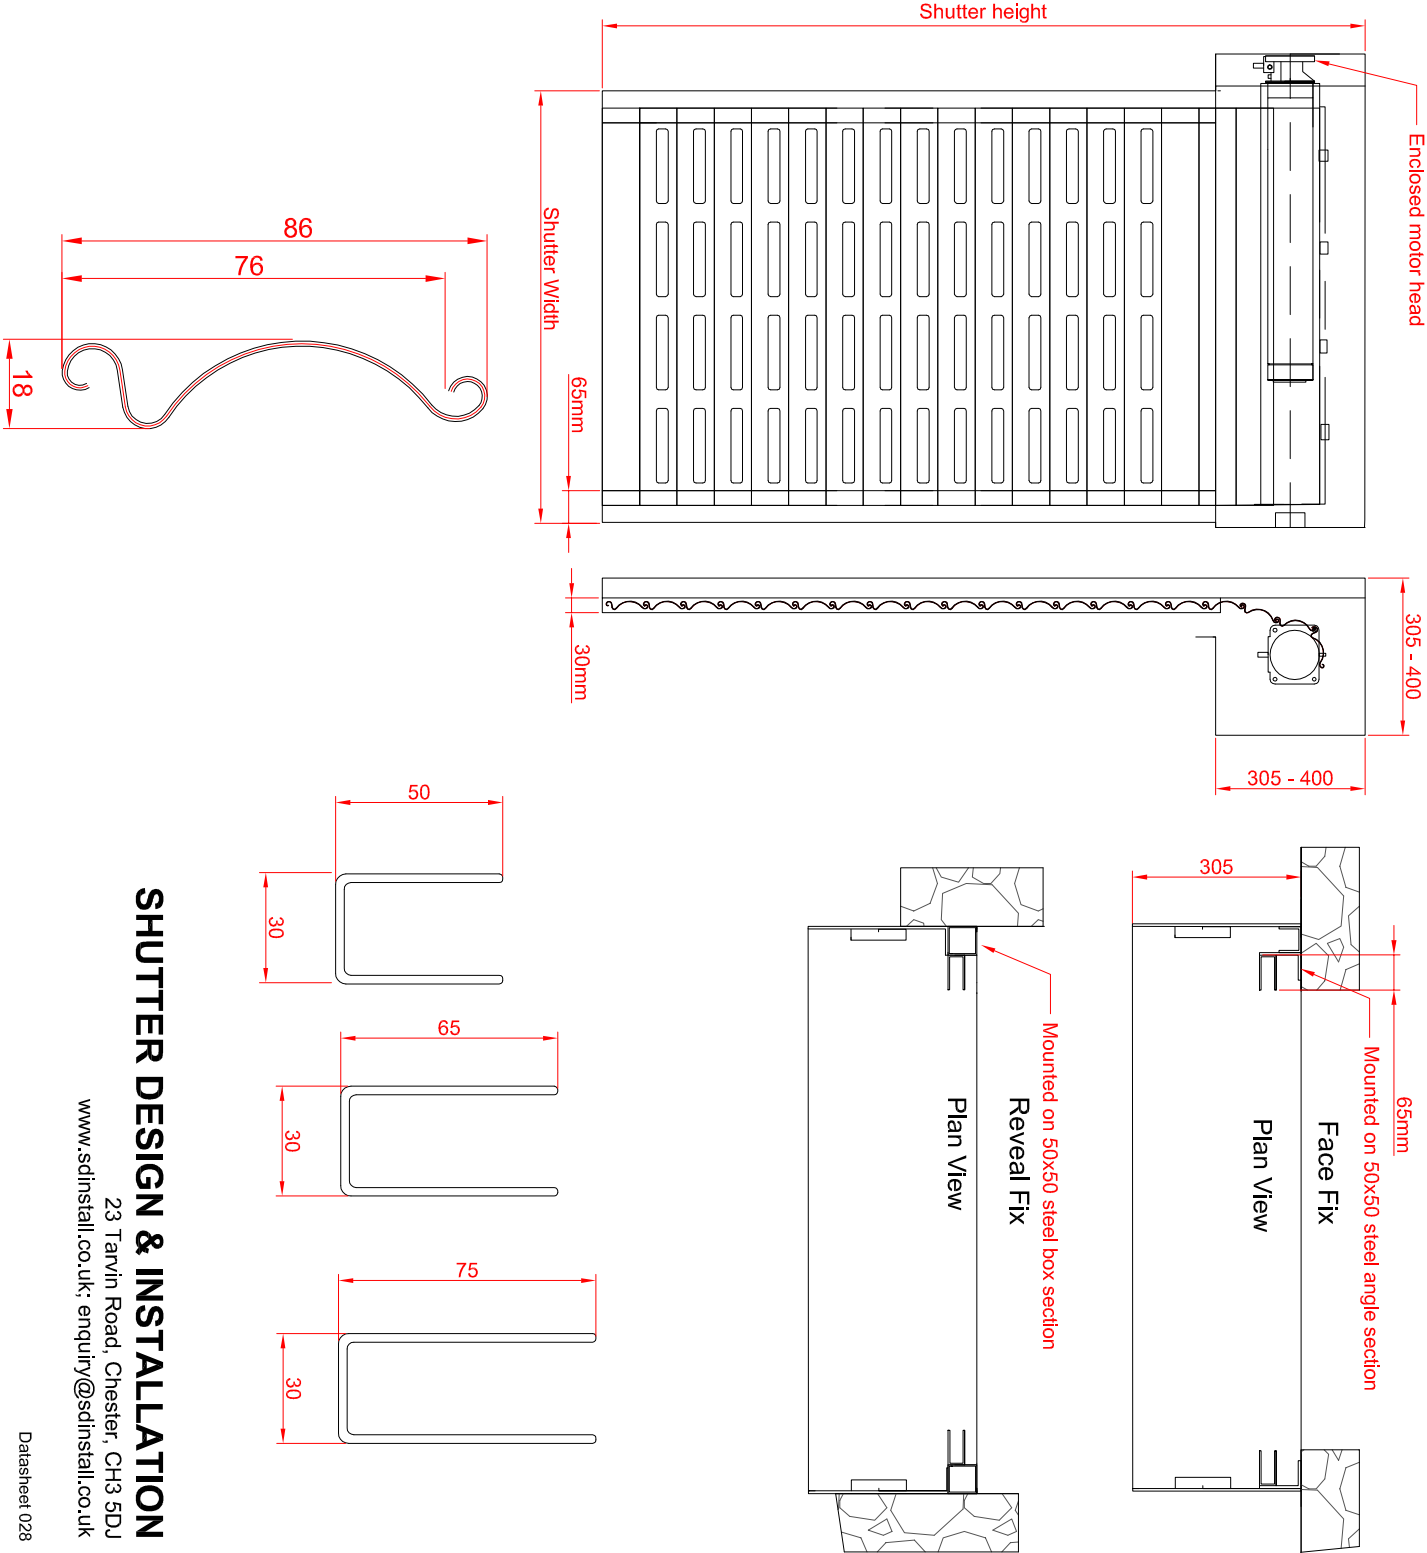 Shutter height
Enclosed motor head
Shutter Width
65mm
86
76
18
30mm
305 - 400
305 - 400
305
65mm
Mounted on 50x50 steel angle section
Face Fix
Plan View
Mounted on 50x50 steel box section
Reveal Fix
Plan View
50
30
65
30
75
30
SHUTTER DESIGN & INSTALLATION
23 Tarvin Road, Chester, CH3 5DJ
www.sdinstall.co.uk; enquiry@sdinstall.co.uk
Datasheet 028